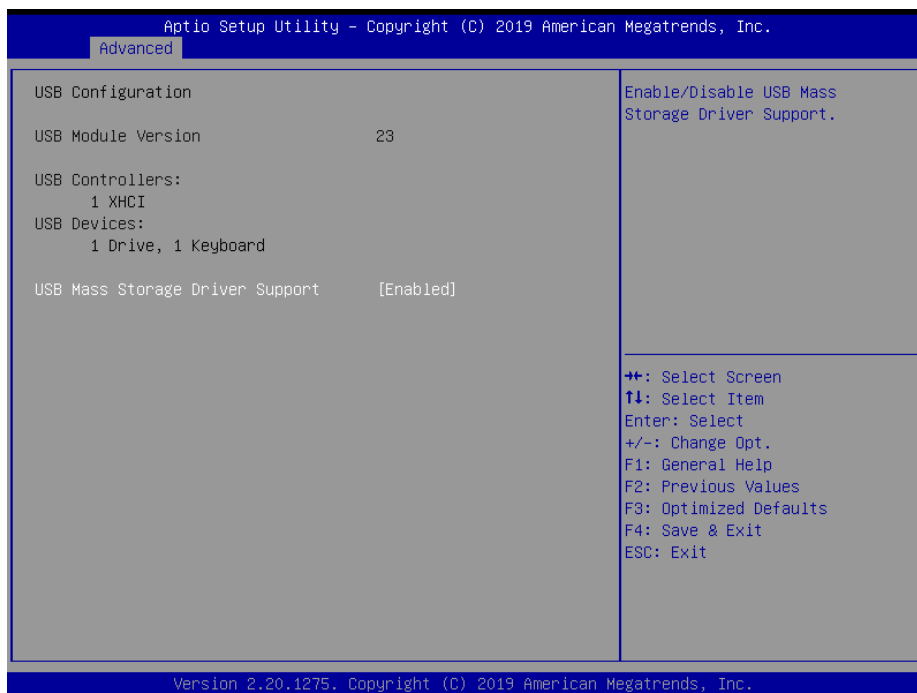 Aptio Setup Utility – Copyright (C) 2019 American Megatrends, Inc.
Advanced
USB Configuration
USB Module Version 23
USB Controllers:
1 XHCI
USB Devices:
1 Drive, 1 Keyboard
USB Mass Storage Driver Support [Enabled]
Enable/Disable USB Mass
Storage Driver Support.
→←: Select Screen
↑↓: Select Item
Enter: Select
+/-: Change Opt.
F1: General Help
F2: Previous Values
F3: Optimized Defaults
F4: Save & Exit
ESC: Exit
Version 2.20.1275. Copyright (C) 2019 American Megatrends, Inc.